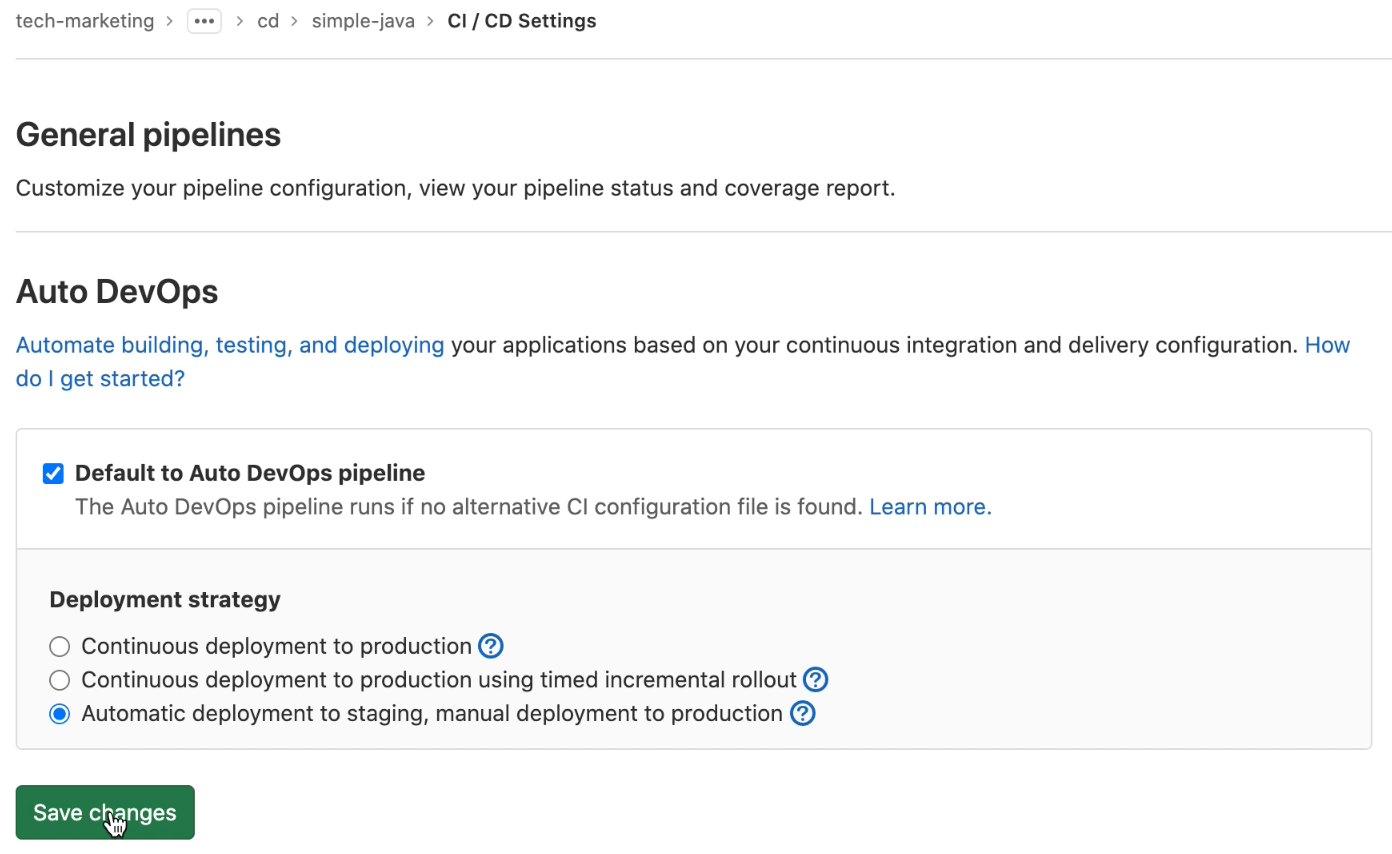 tech-marketing > ••• > cd > simple-java > CI / CD Settings
General pipelines
Customize your pipeline configuration, view your pipeline status and coverage report.
Auto DevOps
Automate building, testing, and deploying your applications based on your continuous integration and delivery configuration. How
do I get started?
Default to Auto DevOps pipeline
The Auto DevOps pipeline runs if no alternative CI configuration file is found. Learn more.
Deployment strategy
Continuous deployment to production ?
Continuous deployment to production using timed incremental rollout ?
Automatic deployment to staging, manual deployment to production ?
Save changes